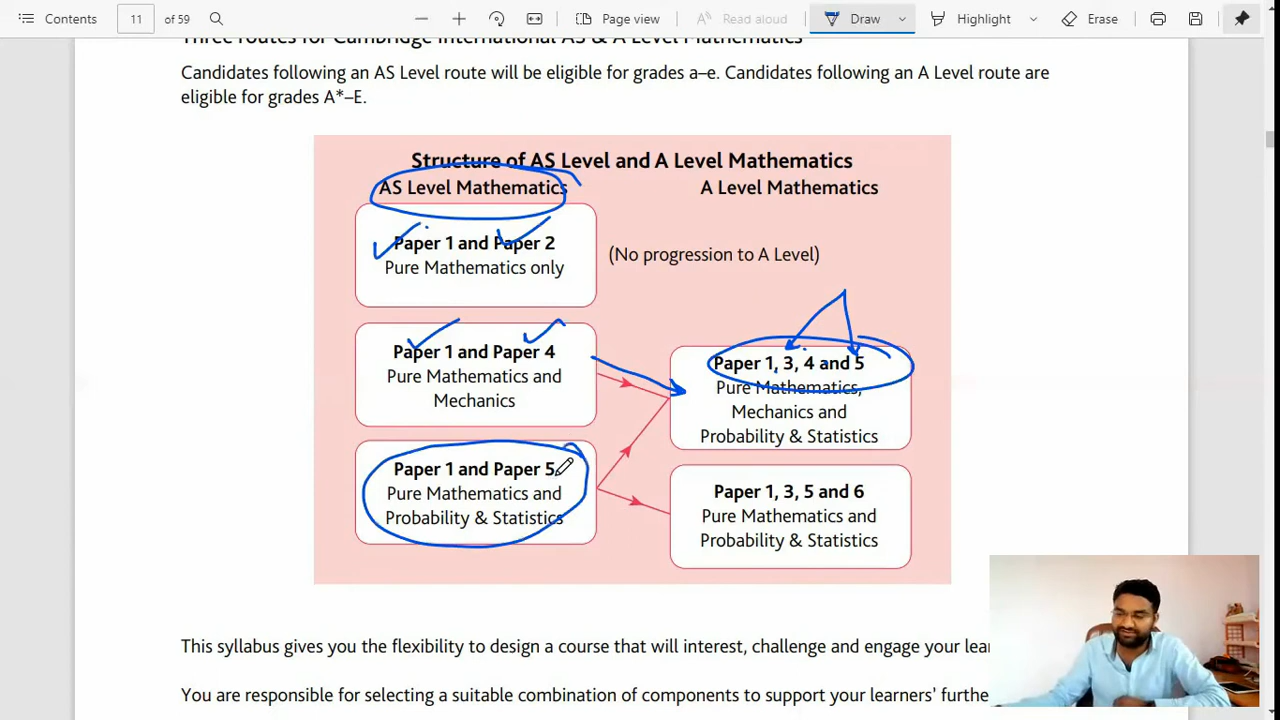 Contents
11
of 59
Page view
Read aloud
Draw
Highlight
Erase
Three routes for Cambridge International AS & A Level Mathematics
Candidates following an AS Level route will be eligible for grades a–e. Candidates following an A Level route are
eligible for grades A*–E.
Structure of AS Level and A Level Mathematics
AS Level Mathematics
A Level Mathematics
Paper 1 and Paper 2
Pure Mathematics only
(No progression to A Level)
Paper 1 and Paper 4
Pure Mathematics and
Mechanics
Paper 1, 3, 4 and 5
Pure Mathematics,
Mechanics and
Probability & Statistics
Paper 1 and Paper 5
Pure Mathematics and
Probability & Statistics
Paper 1, 3, 5 and 6
Pure Mathematics and
Probability & Statistics
This syllabus gives you the flexibility to design a course that will interest, challenge and engage your
You are responsible for selecting a suitable combination of components to support your learners'